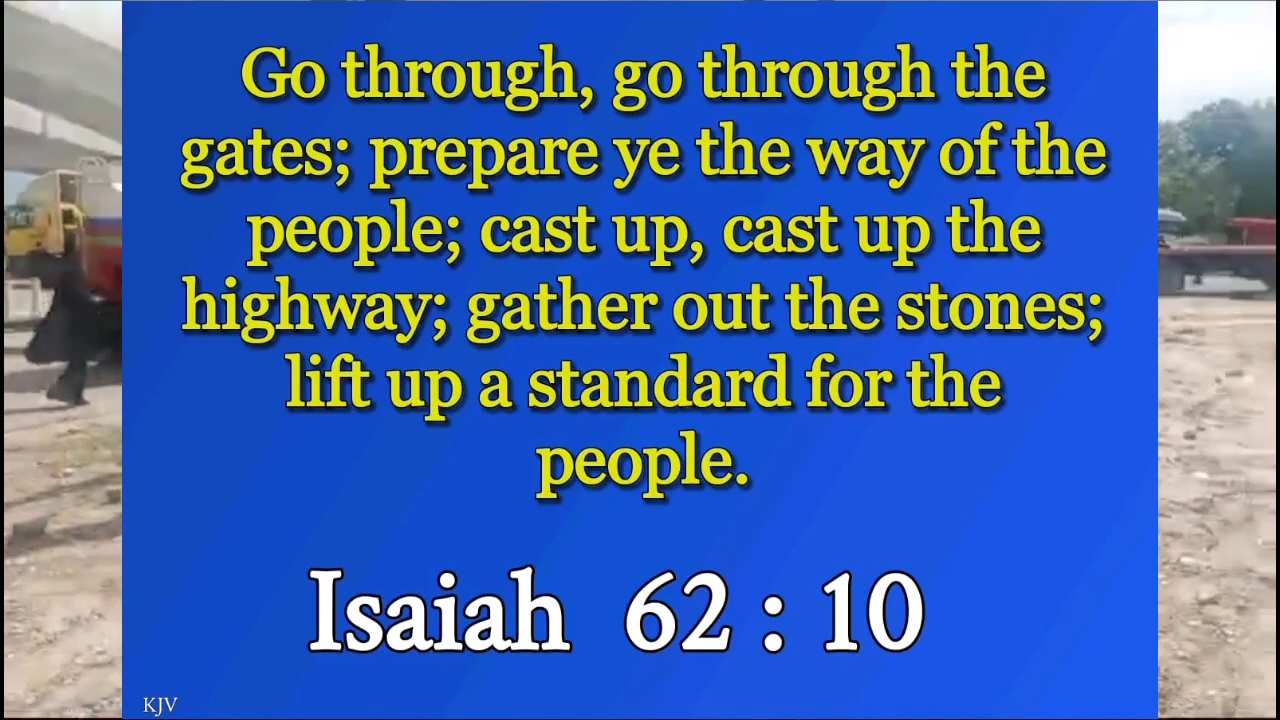 Go through, go through the
gates; prepare ye the way of the
people; cast up, cast up the
highway; gather out the stones;
lift up a standard for the
people.
Isaiah 62 : 10
KJV